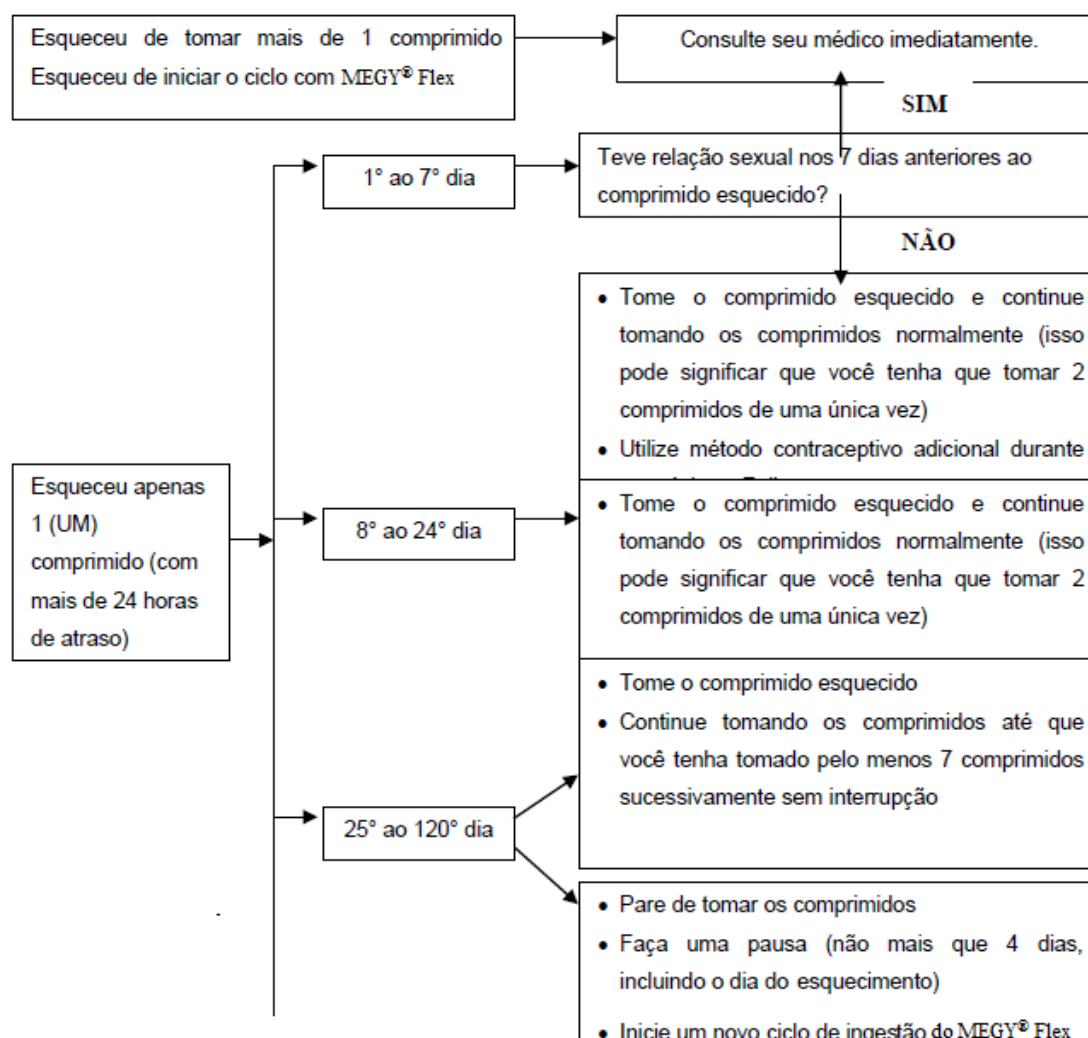 Esqueceu de tomar mais de 1 comprimido
Esqueceu de iniciar o ciclo com MEGY® Flex
Consulte seu médico imediatamente.
SIM
1° ao 7° dia
Teve relação sexual nos 7 dias anteriores ao
comprimido esquecido?
NÃO
• Tome o comprimido esquecido e continue
tomando os comprimidos normalmente (isso
pode significar que você tenha que tomar 2
comprimidos de uma única vez)
• Utilize método contraceptivo adicional durante
Esqueceu apenas
1 (UM)
comprimido (com
mais de 24 horas
de atraso)
8° ao 24° dia
• Tome o comprimido esquecido e continue
tomando os comprimidos normalmente (isso
pode significar que você tenha que tomar 2
comprimidos de uma única vez)
25° ao 120° dia
• Tome o comprimido esquecido
• Continue tomando os comprimidos até que
você tenha tomado pelo menos 7 comprimidos
sucessivamente sem interrupção
• Pare de tomar os comprimidos
• Faça uma pausa (não mais que 4 dias,
incluindo o dia do esquecimento)
• Inicie um novo ciclo de ingestão do MEGY® Flex